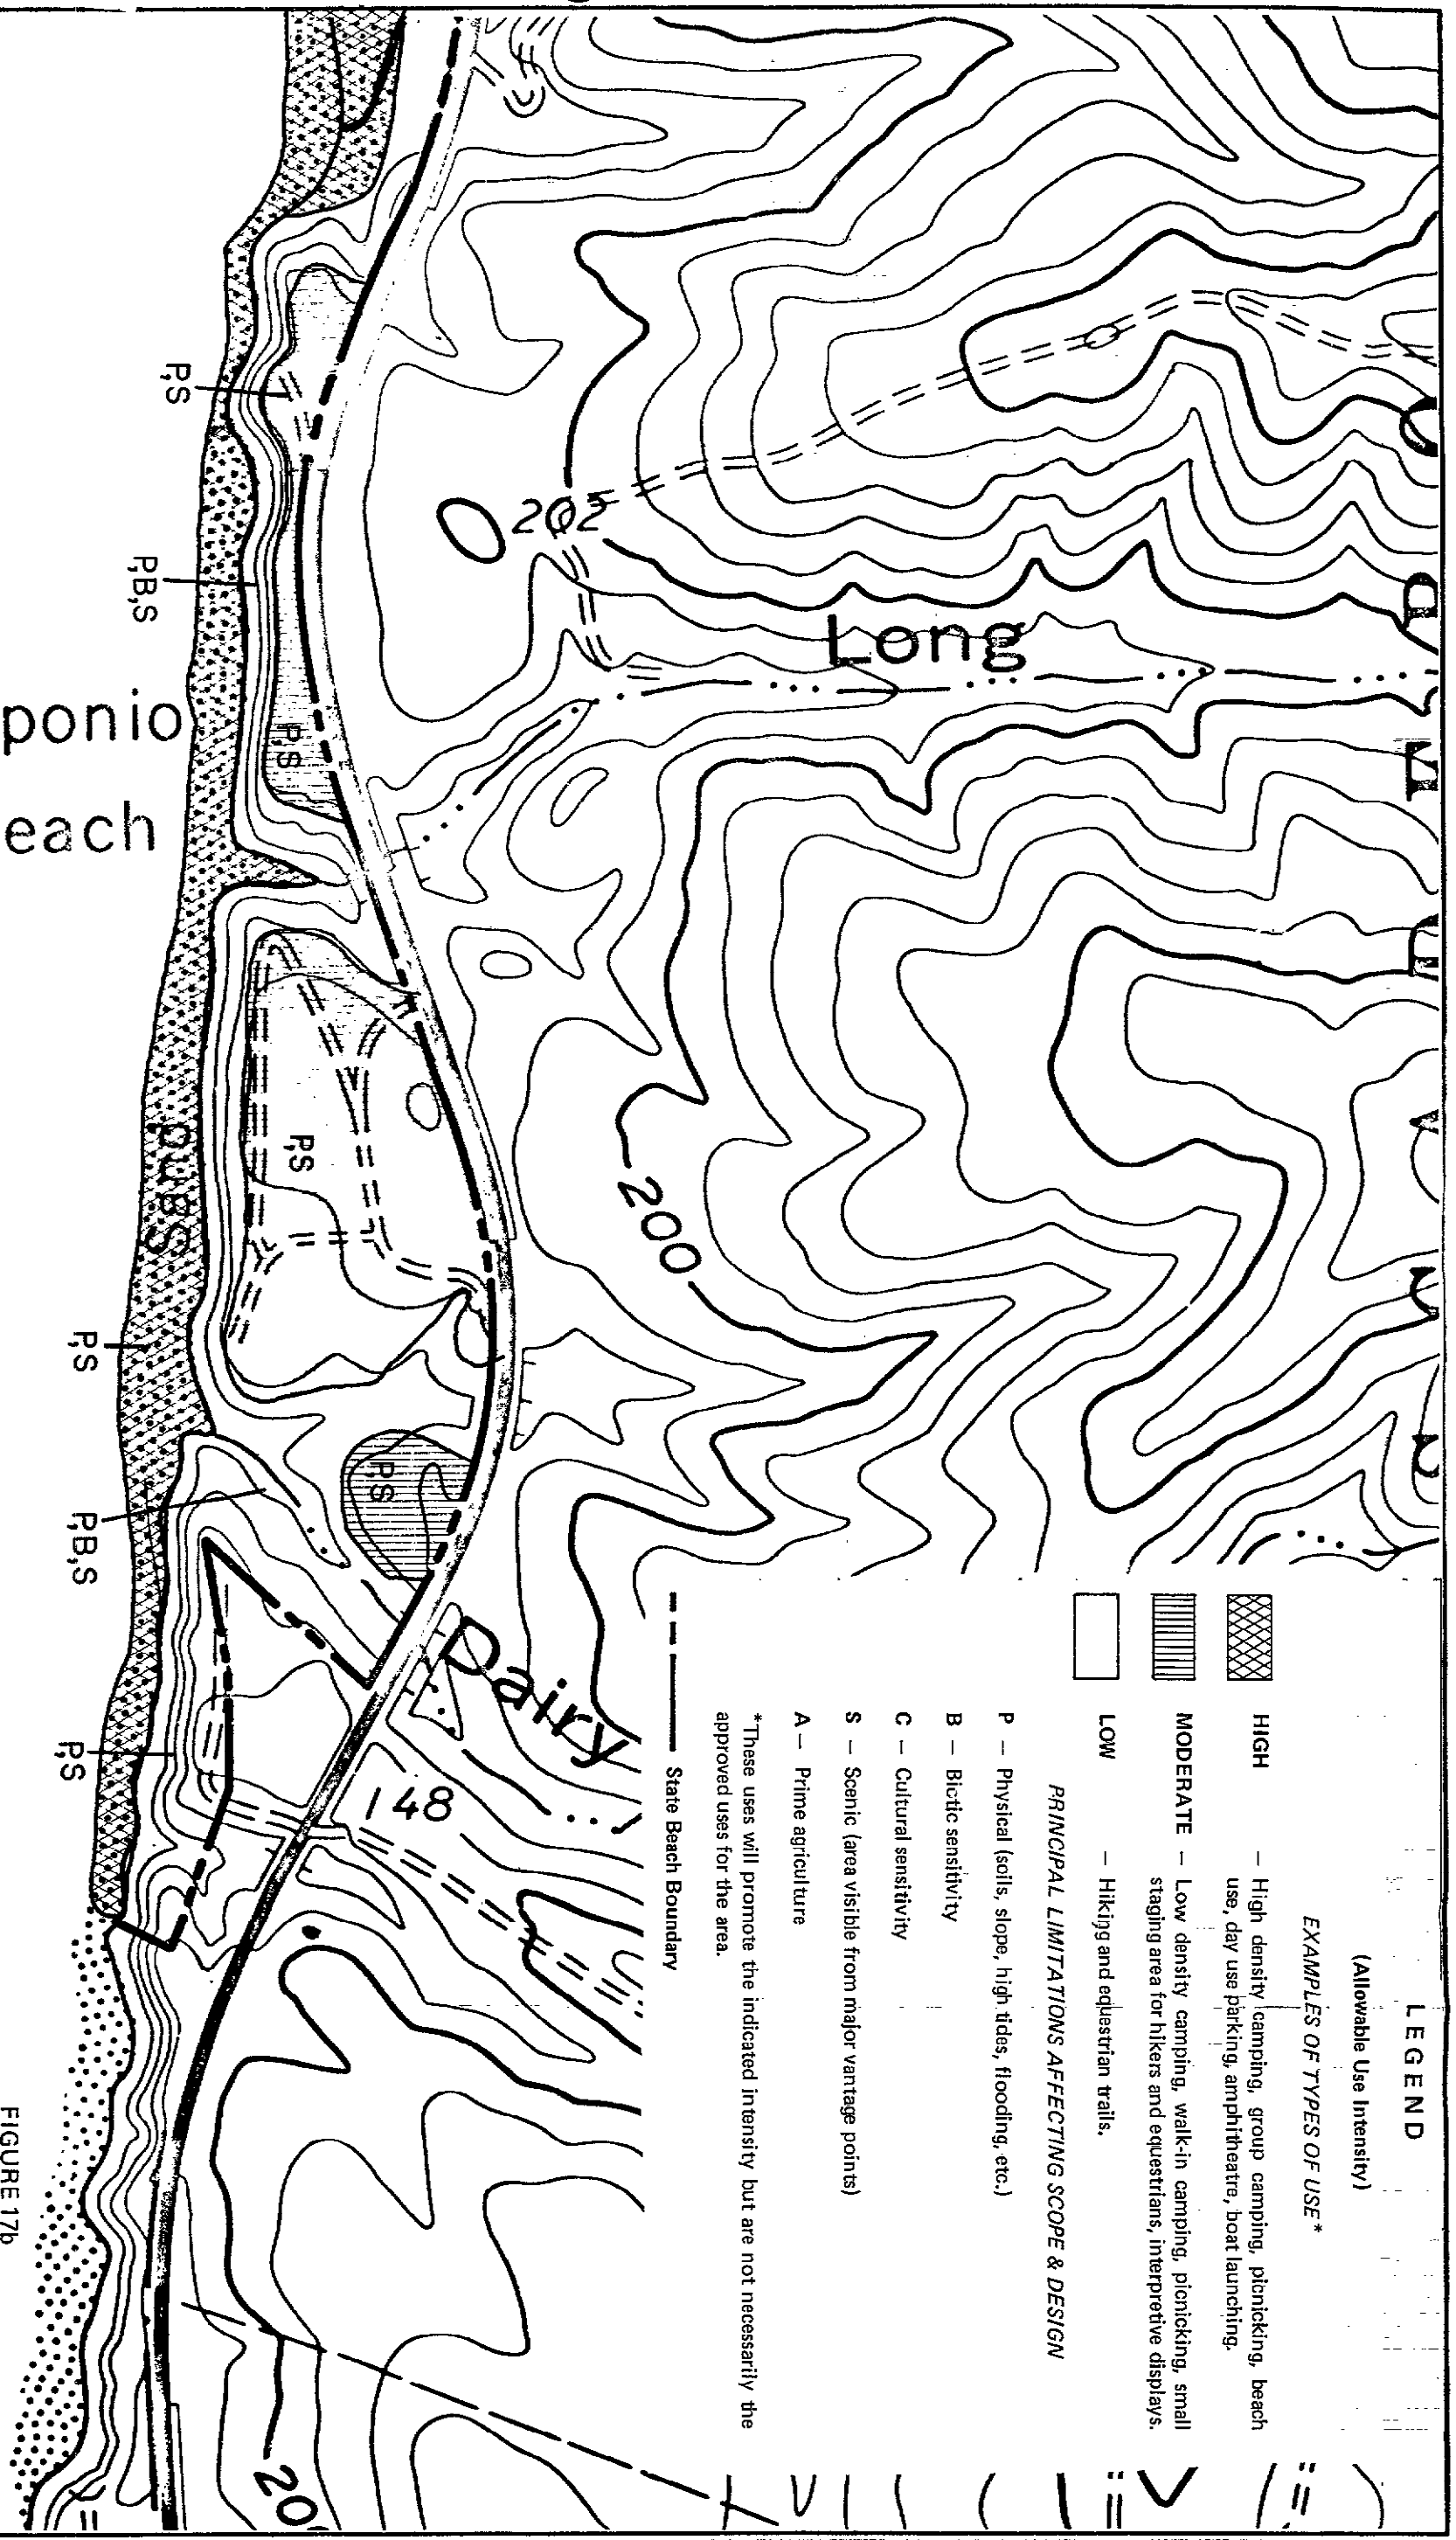 LEGEND
(Allowable Use Intensity)
EXAMPLES OF TYPES OF USE*
HIGH — High density camping, group camping, picnicking, beach
use, day use parking, amphitheatre, boat launching.
MODERATE — Low density camping, walk-in camping, picnicking, small
staging area for hikers and equestrians, interpretive displays.
LOW — Hiking and equestrian trails.
PRINCIPAL LIMITATIONS AFFECTING SCOPE & DESIGN
P — Physical (soils, slope, high tides, flooding, etc.)
B — Bictic sensitivity
C — Cultural sensitivity
S — Scenic (area visible from major vantage points)
A — Prime agriculture
*These uses will promote the indicated intensity but are not necessarily the
approved uses for the area.
State Beach Boundary
Long
202
200
Dairy
148
20
ponio
each
Sand
P,S
P,B,S
P,S
P,S
P,S
P,S
P,B,S
P,S
FIGURE 17b